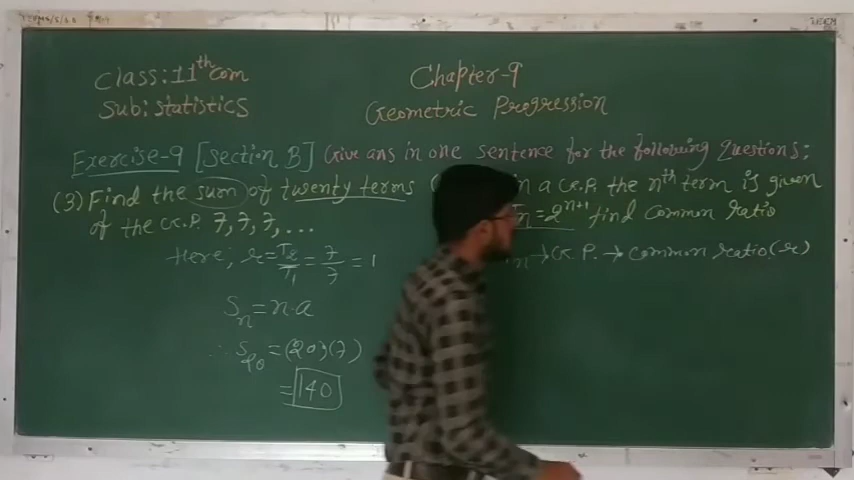 class: 11th com
Sub: statistics
Chapter-9
Geometric Progression
Exercise-9 [section B] Give ans in one sentence for the following Questions:
(3) Find the sum of twenty terms
of the G.P. 7, 7, 7, ...
Here, r = T2/T1 = 7/7 = 1
Sn = n·a
∴ S20 = (20)(7)
= 140
in a G.P. the nth term is given
Tn = 2^n+1 find common ratio
n → G.P. → common ratio (r)